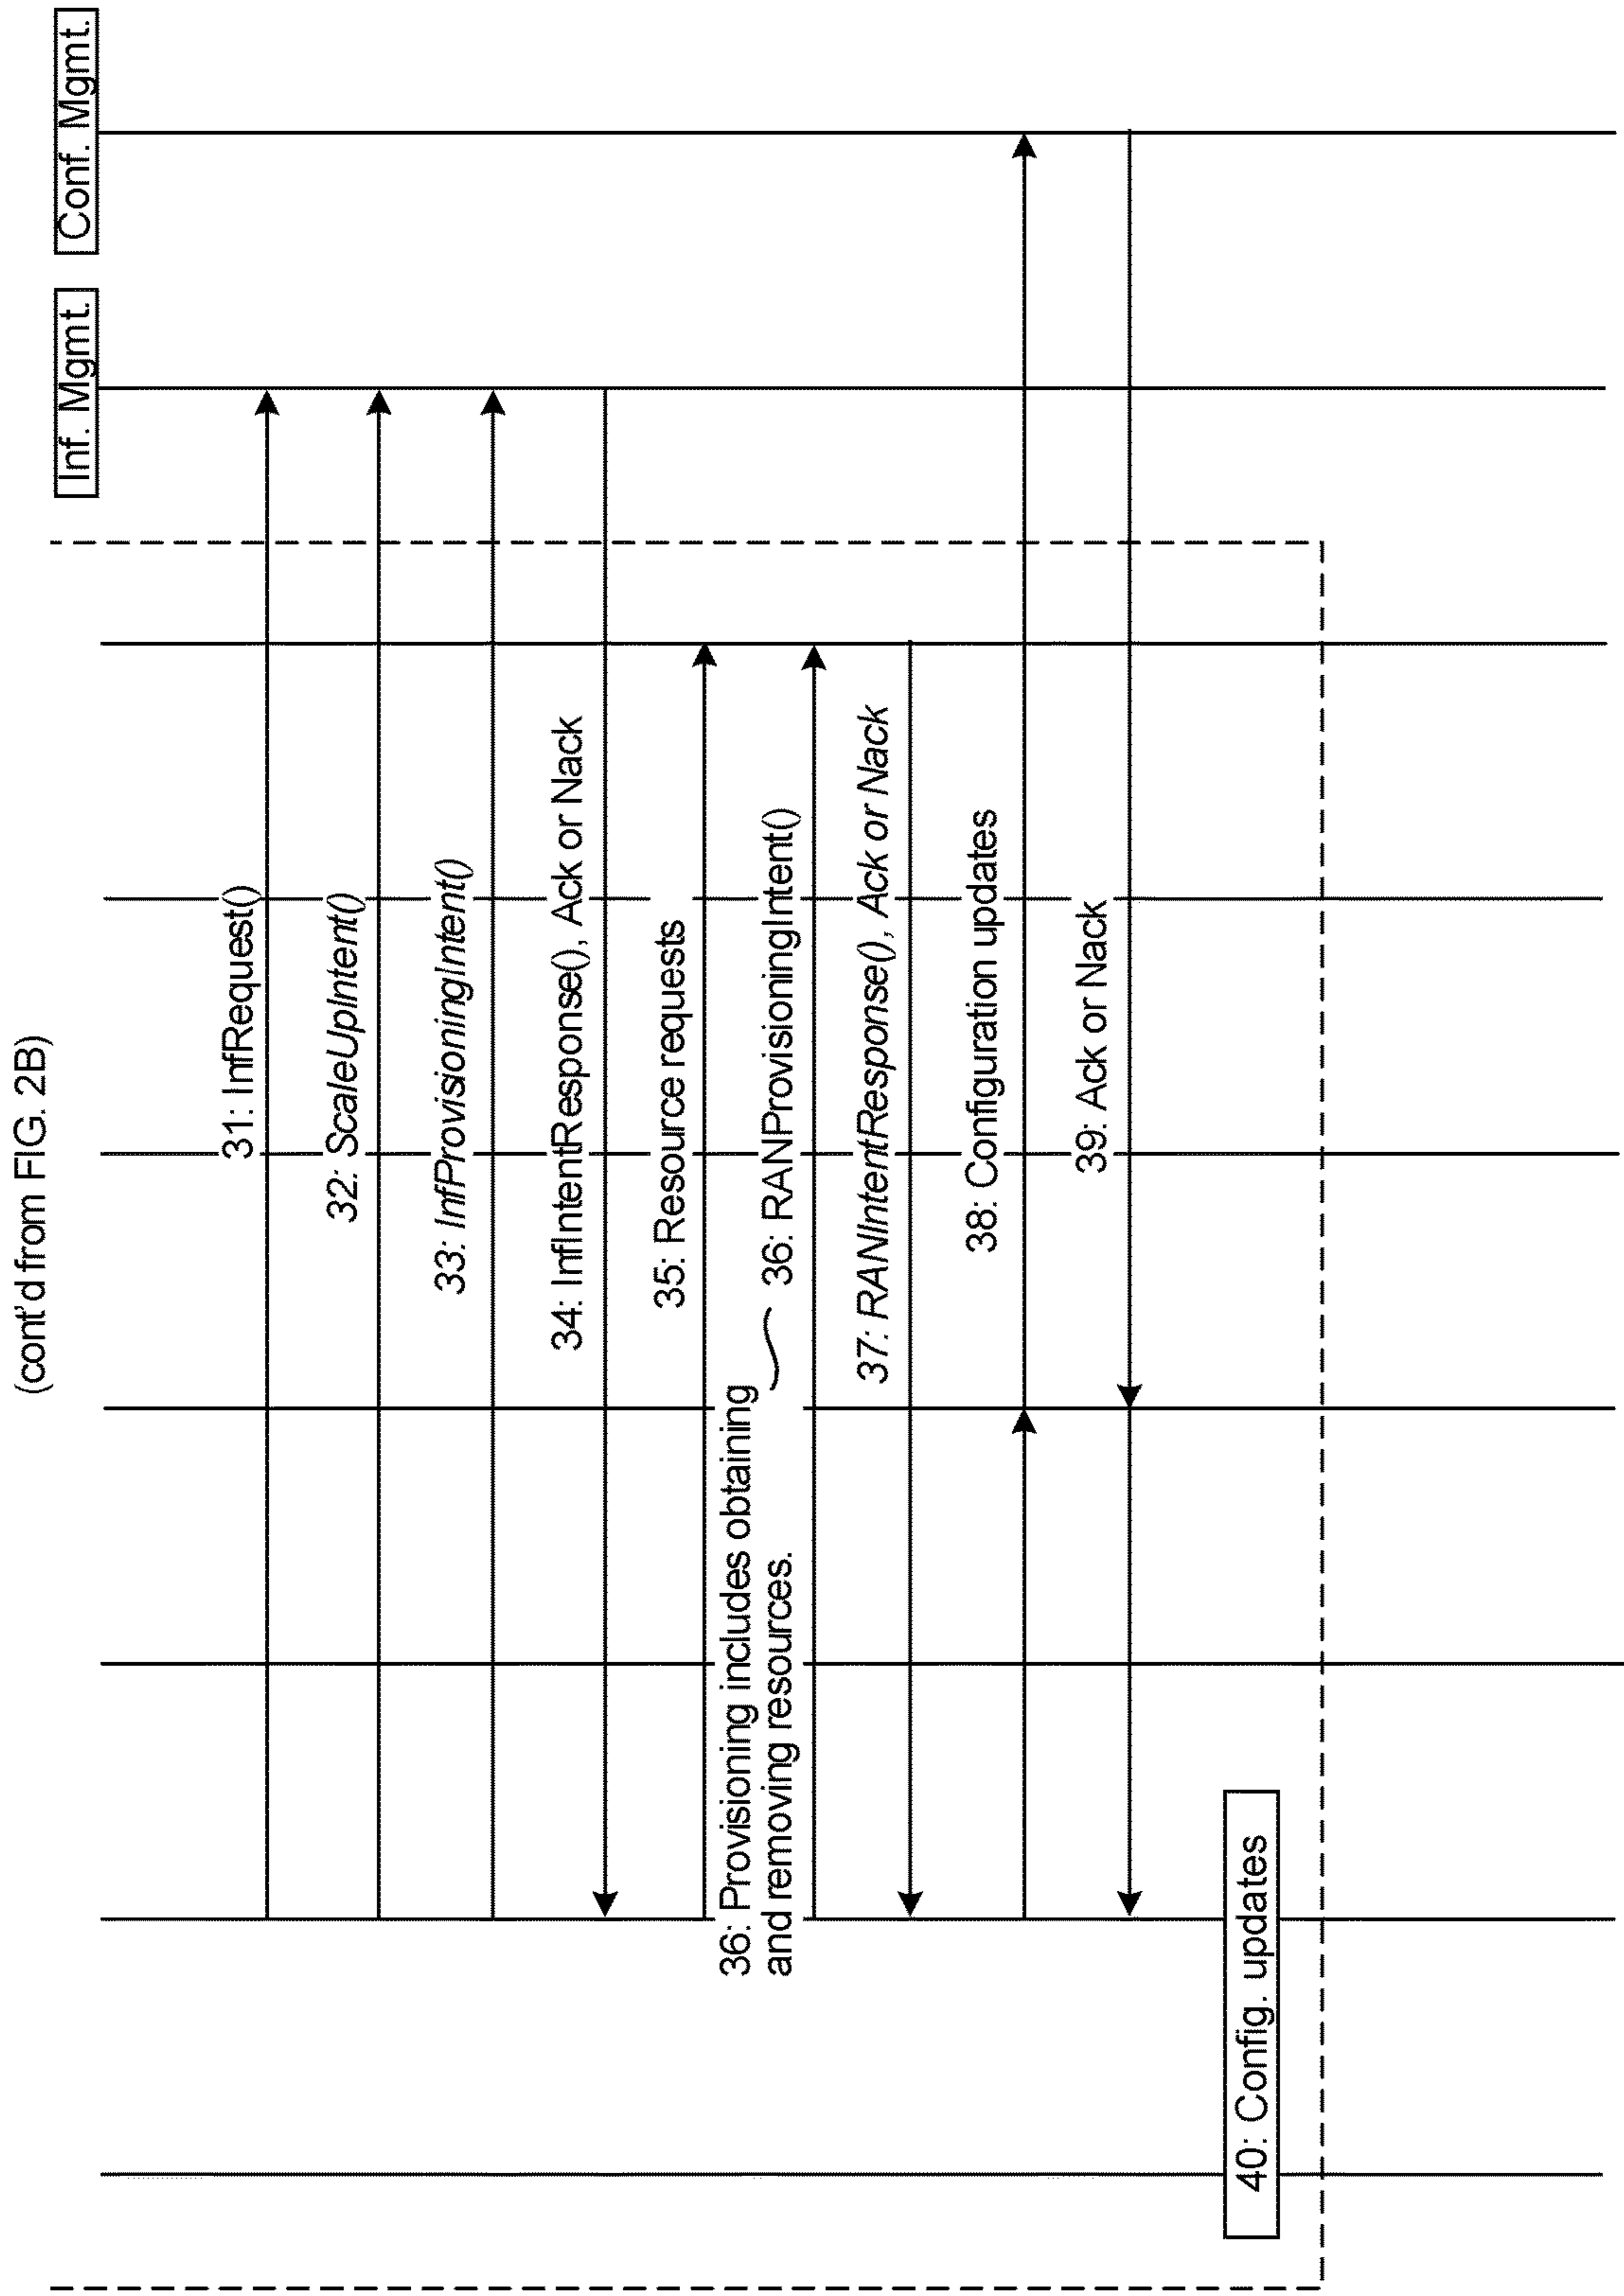 (cont'd from FIG. 2B)
Inf. Mgmt.
Conf. Mgmt.
31: InfRequest()
32: ScaleUpIntent()
33: InfProvisioningIntent()
34: InfIntentResponse(), Ack or Nack
35: Resource requests
36: Provisioning includes obtaining
and removing resources.
36: RANProvisioningIntent()
37: RANIntentResponse(), Ack or Nack
38: Configuration updates
39: Ack or Nack
40: Config. updates